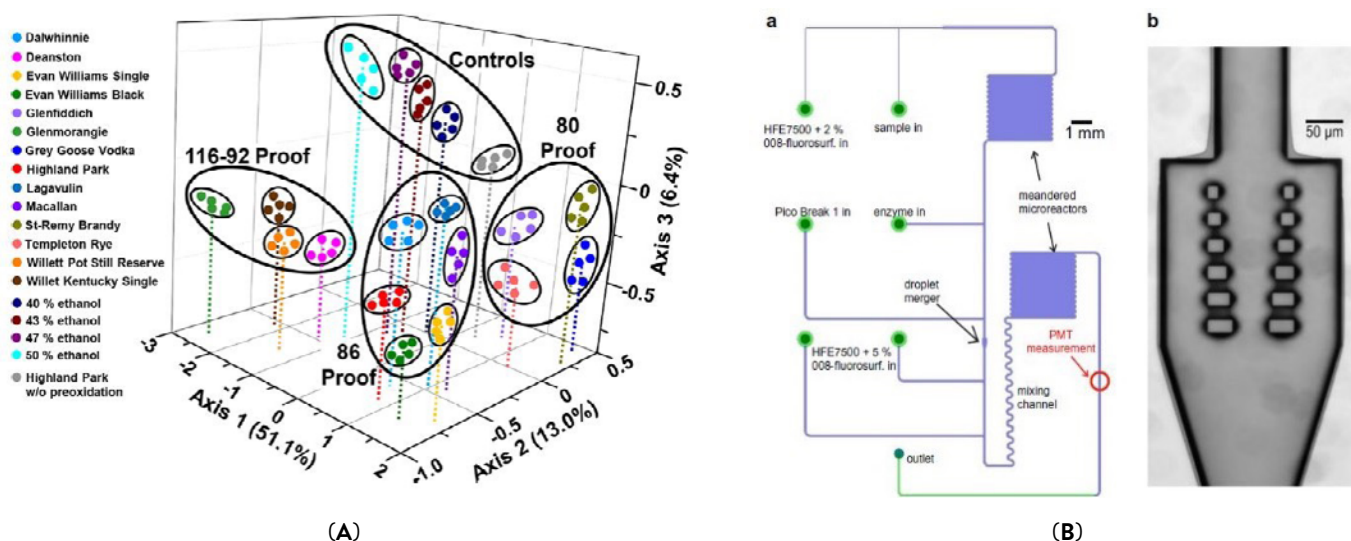 Dalwhinnie
Deanston
Evan Williams Single
Evan Williams Black
Glenfiddich
Glenmorangie
Grey Goose Vodka
Highland Park
Lagavulin
Macallan
St-Remy Brandy
Templeton Rye
Willett Pot Still Reserve
Willet Kentucky Single
40 % ethanol
43 % ethanol
47 % ethanol
50 % ethanol
Highland Park
w/o preoxidation
Controls
80
Proof
116-92 Proof
86
Proof
-3
-2
-1
0
1
2
Axis 1 (51.1%)
-1.0
-0.5
0
0.5
Axis 2 (13.0%)
0.5
0
-0.5
Axis 3 (6.4%)
(A)
a
HFE7500 + 2 %
008-fluorosurf. in
sample in
1 mm
meandered
microreactors
Pico Break 1 in
enzyme in
droplet
merger
HFE7500 + 5 %
008-fluorosurf. in
PMT
measurement
mixing
channel
outlet
b
50 µm
(B)